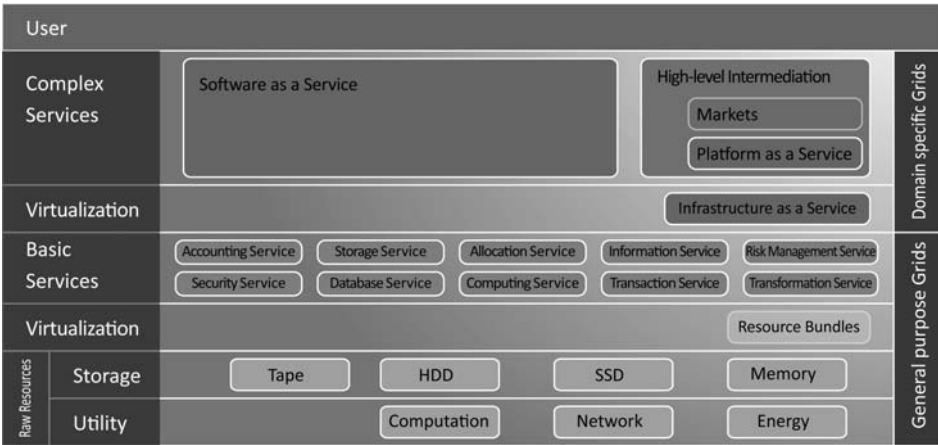 User
Complex
Services
Software as a Service
High-level Intermediation
Markets
Platform as a Service
Domain specific Grids
Virtualization
Infrastructure as a Service
Basic
Services
Accounting Service
Storage Service
Allocation Service
Information Service
Risk Management Service
Security Service
Database Service
Computing Service
Transaction Service
Transformation Service
General purpose Grids
Virtualization
Resource Bundles
Raw Resources
Storage
Tape
HDD
SSD
Memory
Utility
Computation
Network
Energy